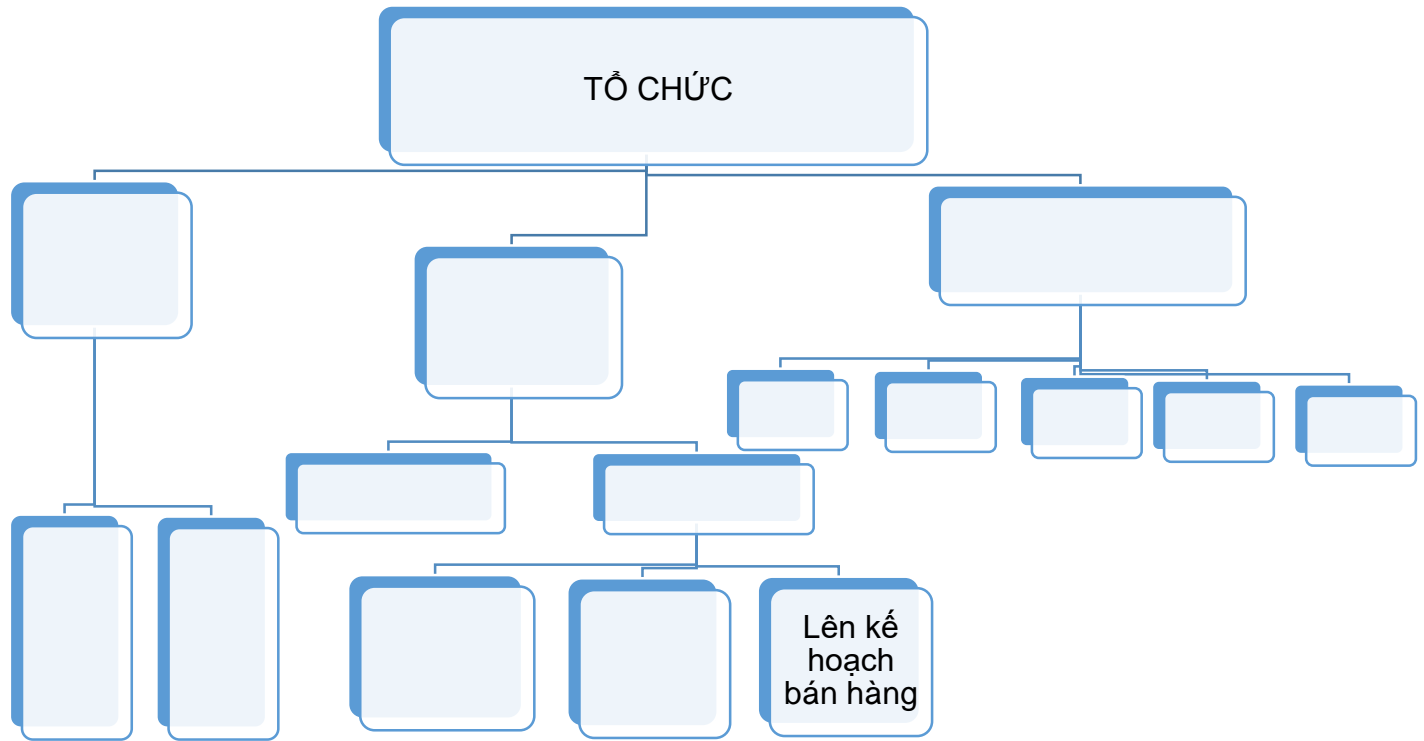 TỔ CHỨC
Lên kế
hoạch
bán hàng